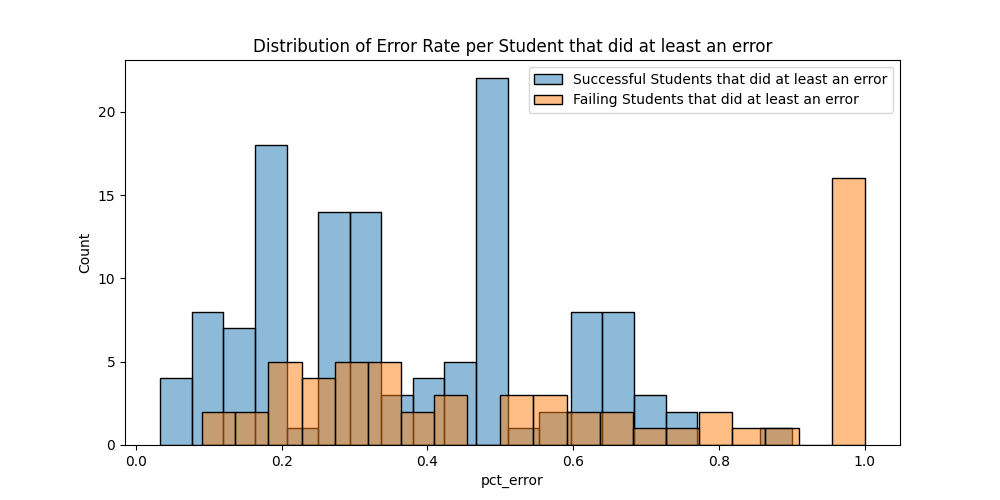 Distribution of Error Rate per Student that did at least an error
Successful Students that did at least an error
Failing Students that did at least an error
Count
20
15
10
5
0
0.0 0.2 0.4 0.6 0.8 1.0
pct_error